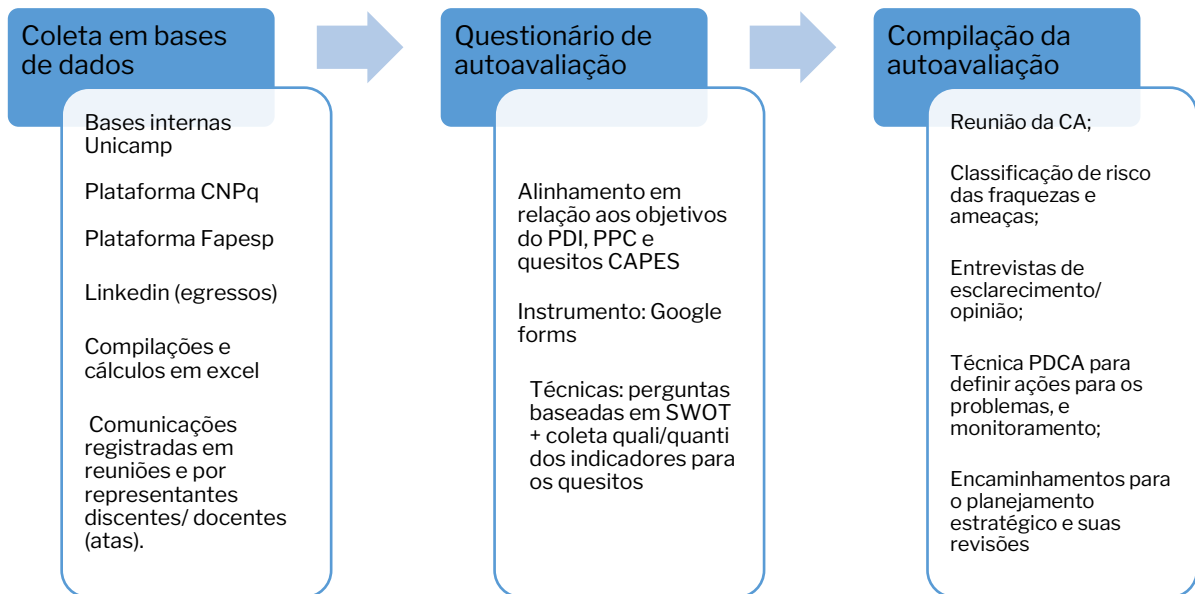 Coleta em bases
de dados
Bases internas
Unicamp
Plataforma CNPq
Plataforma Fapesp
Linkedin (egressos)
Compilações e
cálculos em excel
Comunicações
registradas em
reuniões e por
representantes
discentes/ docentes
(atas).
Questionário de
autoavaliação
Alinhamento em
relação aos objetivos
do PDI, PPC e
quesitos CAPES
Instrumento: Google
forms
Técnicas: perguntas
baseadas em SWOT
+ coleta quali/quanti
dos indicadores para
os quesitos
Compilação da
autoavaliação
Reunião da CA;
Classificação de risco
das fraquezas e
ameaças;
Entrevistas de
esclarecimento/
opinião;
Técnica PDCA para
definir ações para os
problemas, e
monitoramento;
Encaminhamentos para
o planejamento
estratégico e suas
revisões